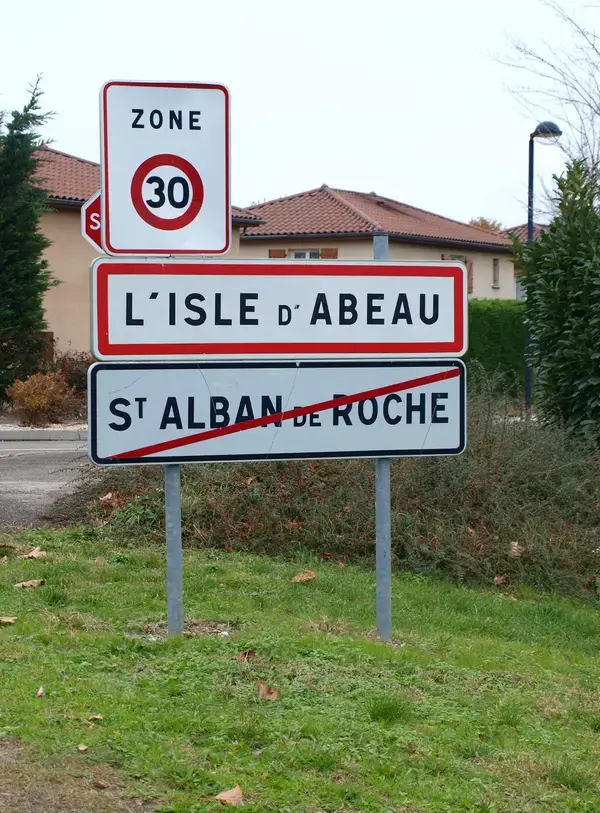 ZONE
30
L'ISLE D'ABEAU
ST ALBAN DE ROCHE